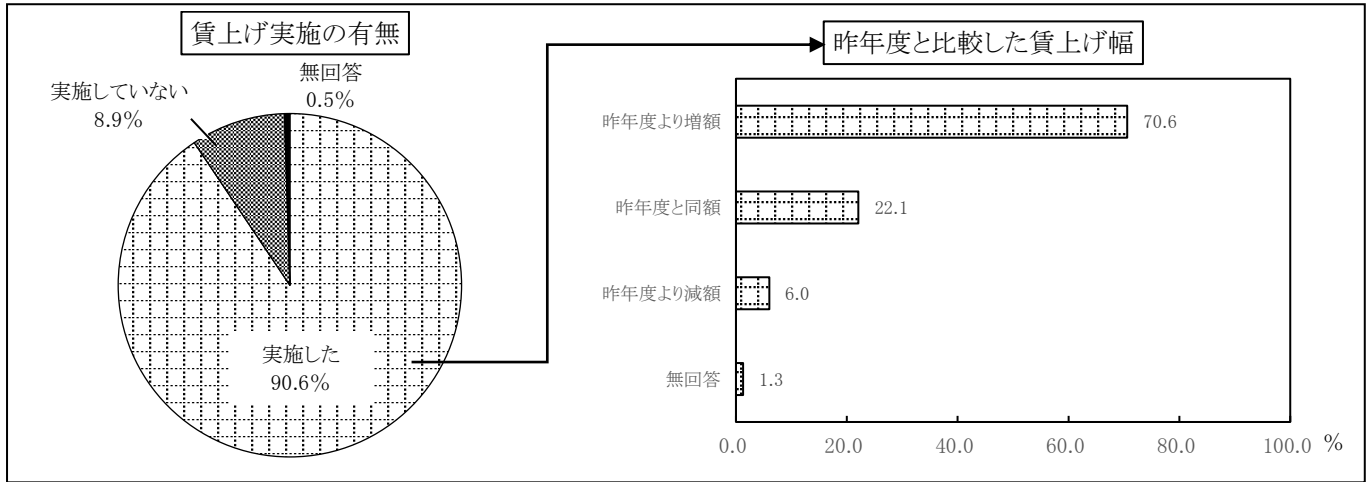 賃上げ実施の有無
無回答
0.5%
実施していない
8.9%
実施した
90.6%
昨年度と比較した賃上げ幅
昨年度より増額
70.6
昨年度と同額
22.1
昨年度より減額
6.0
無回答
1.3
0.0 20.0 40.0 60.0 80.0 100.0 %